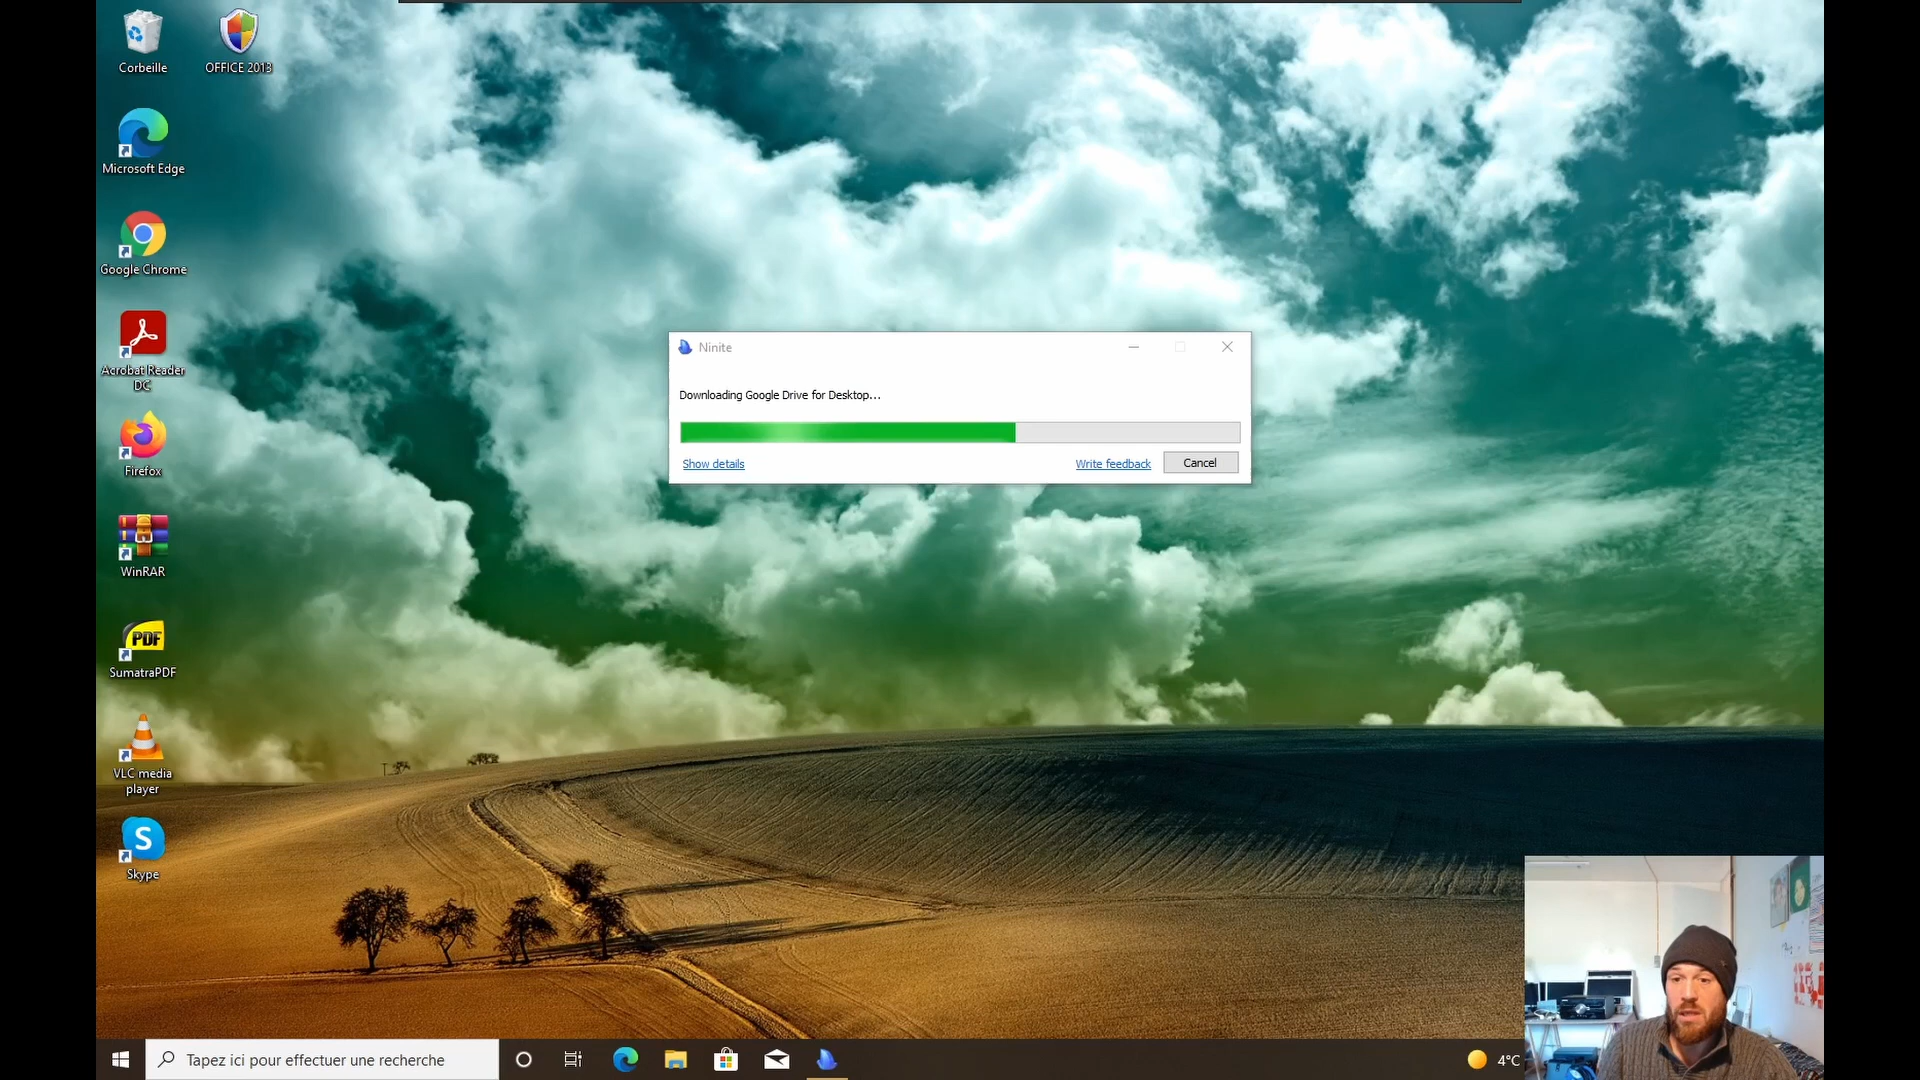 Corbeille
OFFICE 2013
Microsoft Edge
Google Chrome
Acrobat Reader
DC
Firefox
WinRAR
PDF
SumatraPDF
VLC media
player
S
Skype
Ninite
Downloading Google Drive for Desktop...
Show details
Write feedback
Cancel
Tapez ici pour effectuer une recherche
4°C